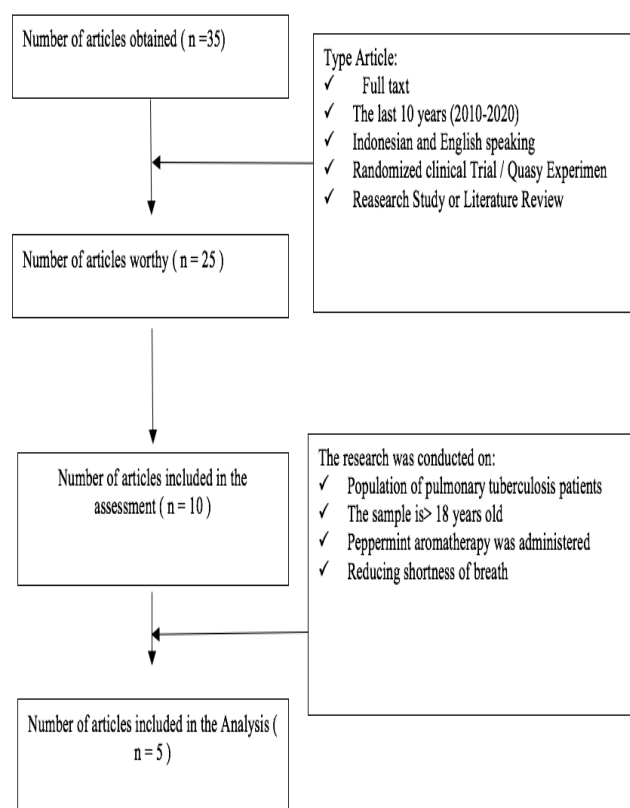 Number of articles obtained ( n =35)
Type Article:
✓ Full taxt
✓ The last 10 years (2010-2020)
✓ Indonesian and English speaking
✓ Randomized clinical Trial / Quasy Experimen
✓ Reasearch Study or Literature Review
Number of articles worthy ( n = 25 )
Number of articles included in the
assessment ( n = 10 )
The research was conducted on:
✓ Population of pulmonary tuberculosis patients
✓ The sample is> 18 years old
✓ Peppermint aromatherapy was administered
✓ Reducing shortness of breath
Number of articles included in the Analysis (
n = 5 )